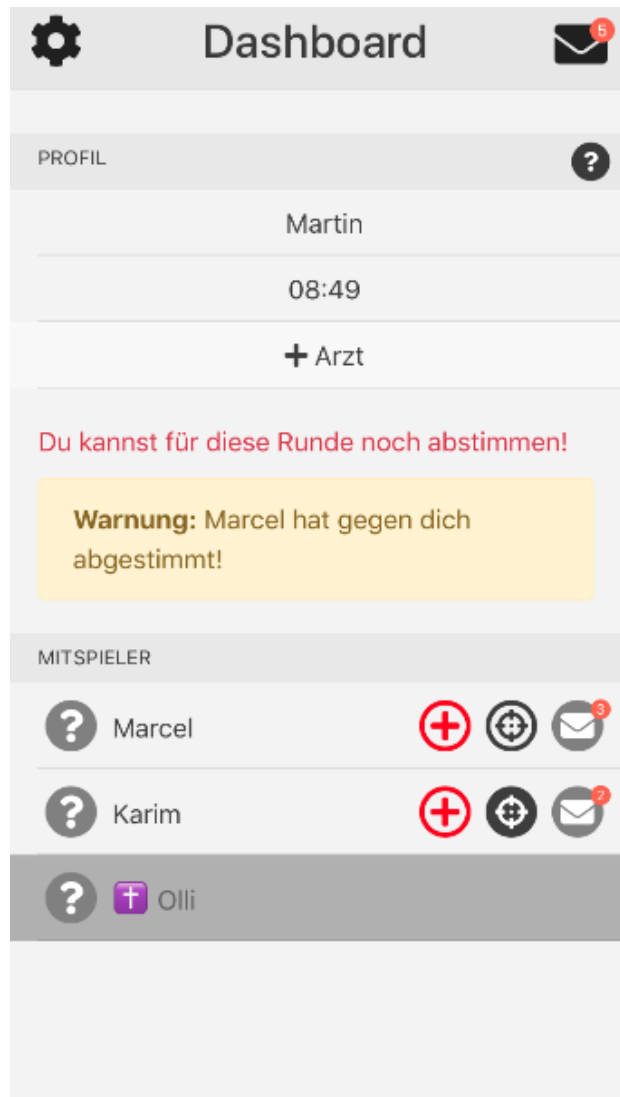 Dashboard
5
PROFIL
?
Martin
08:49
Arzt
Du kannst für diese Runde noch abstimmen!
Warnung: Marcel hat gegen dich
abgestimmt!
MITSPIELER
? Marcel 3
? Karim 2
? ✝️ Olli